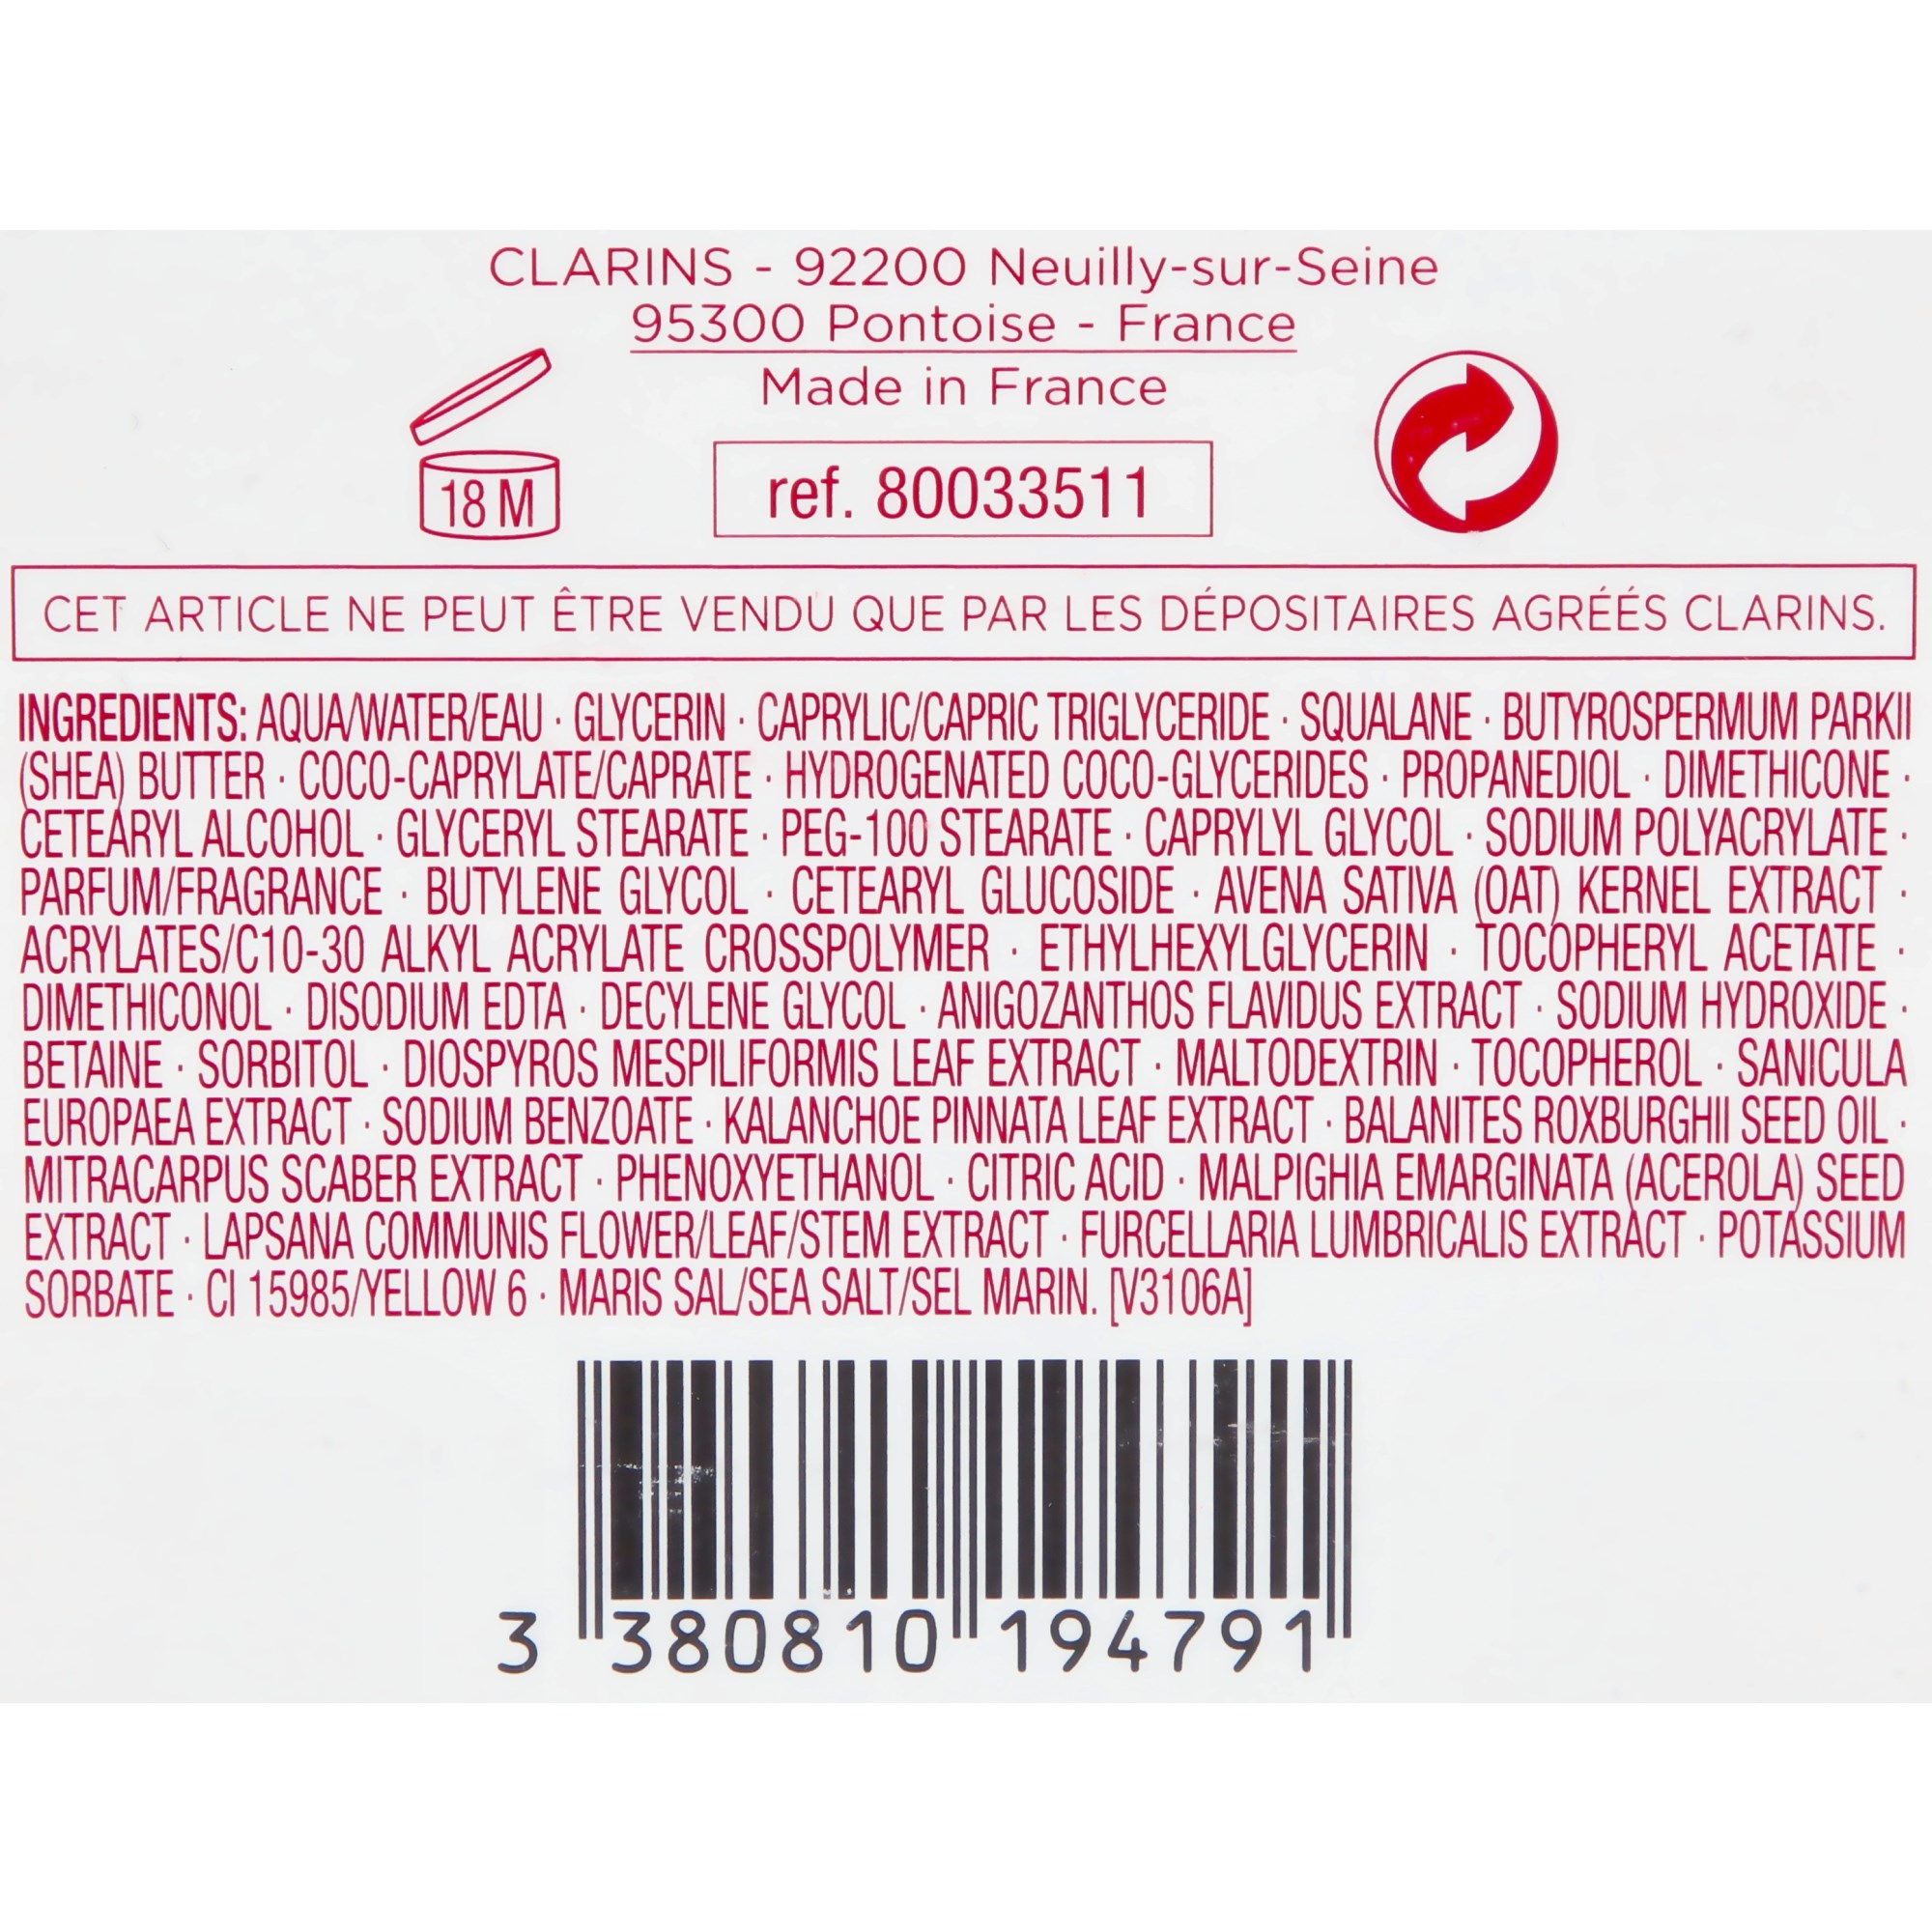 CLARINS - 92200 Neuilly-sur-Seine
95300 Pontoise - France
Made in France
18 M
ref. 80033511
CET ARTICLE NE PEUT ÊTRE VENDU QUE PAR LES DÉPOSITAIRES AGRÉÉS CLARINS.
INGREDIENTS: AQUA/WATER/EAU · GLYCERIN · CAPRYLIC/CAPRIC TRIGLYCERIDE · SQUALANE · BUTYROSPERMUM PARKII
(SHEA) BUTTER · COCO-CAPRYLATE/CAPRATE · HYDROGENATED COCO-GLYCERIDES · PROPANEDIOL · DIMETHICONE ·
CETEARYL ALCOHOL · GLYCERYL STEARATE · PEG-100 STEARATE · CAPRYLYL GLYCOL · SODIUM POLYACRYLATE ·
PARFUM/FRAGRANCE · BUTYLENE GLYCOL · CETEARYL GLUCOSIDE · AVENA SATIVA (OAT) KERNEL EXTRACT ·
ACRYLATES/C10-30 ALKYL ACRYLATE CROSSPOLYMER · ETHYLHEXYLGLYCERIN · TOCOPHERYL ACETATE ·
DIMETHICONOL · DISODIUM EDTA · DECYLENE GLYCOL · ANIGOZANTHOS FLAVIDUS EXTRACT · SODIUM HYDROXIDE ·
BETAINE · SORBITOL · DIOSPYROS MESPILIFORMIS LEAF EXTRACT · MALTODEXTRIN · TOCOPHEROL · SANICULA
EUROPAEA EXTRACT · SODIUM BENZOATE · KALANCHOE PINNATA LEAF EXTRACT · BALANITES ROXBURGHII SEED OIL ·
MITRACARPUS SCABER EXTRACT · PHENOXYETHANOL · CITRIC ACID · MALPIGHIA EMARGINATA (ACEROLA) SEED
EXTRACT · LAPSANA COMMUNIS FLOWER/LEAF/STEM EXTRACT · FURCELLARIA LUMBRICALIS EXTRACT · POTASSIUM
SORBATE · CI 15985/YELLOW 6 · MARIS SAL/SEA SALT/SEL MARIN. [V3106A]
3 380810 194791